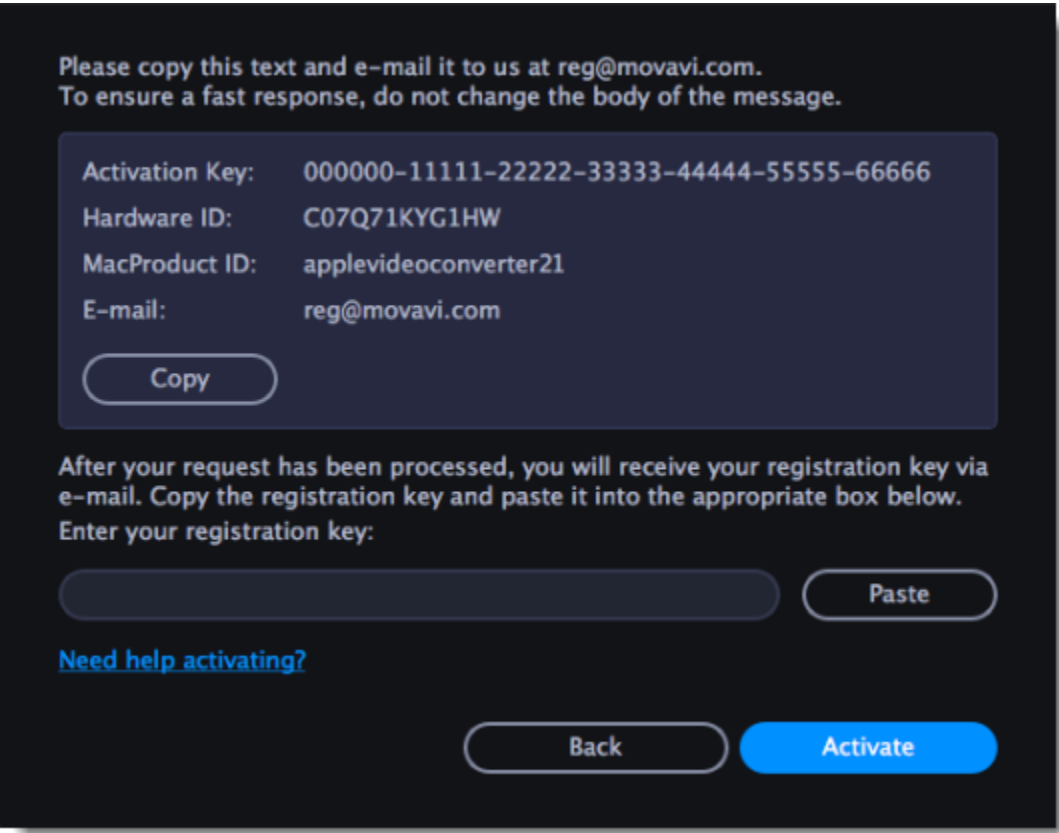 Please copy this text and e-mail it to us at reg@movavi.com.
To ensure a fast response, do not change the body of the message.
Activation Key: 000000-11111-22222-33333-44444-55555-66666
Hardware ID: C07Q71KYG1HW
MacProduct ID: applevideoconverter21
E-mail: reg@movavi.com
Copy
After your request has been processed, you will receive your registration key via
e-mail. Copy the registration key and paste it into the appropriate box below.
Enter your registration key:
Paste
Need help activating?
Back Activate